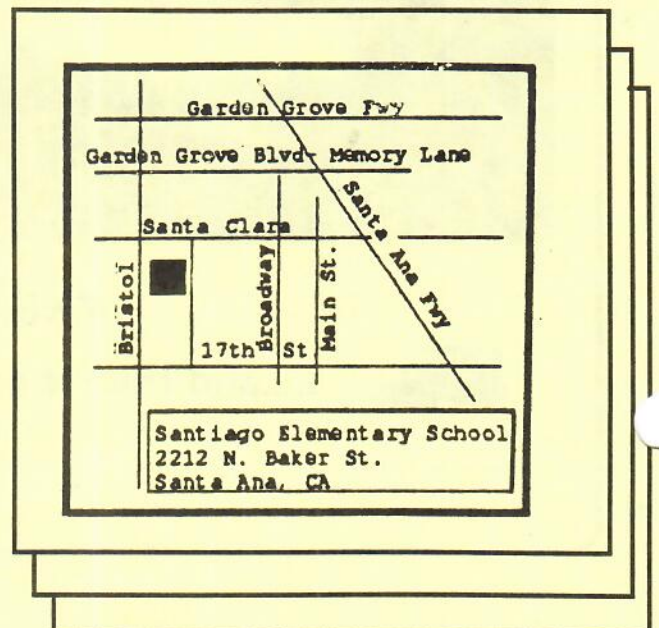 Garden Grove Fwy
Garden Grove Blvd- Memory Lane
Santa Ana Fwy
Santa Clara
Bristol
Broadway
Main St.
17th St
Santiago Elementary School
2212 N. Baker St.
Santa Ana, CA